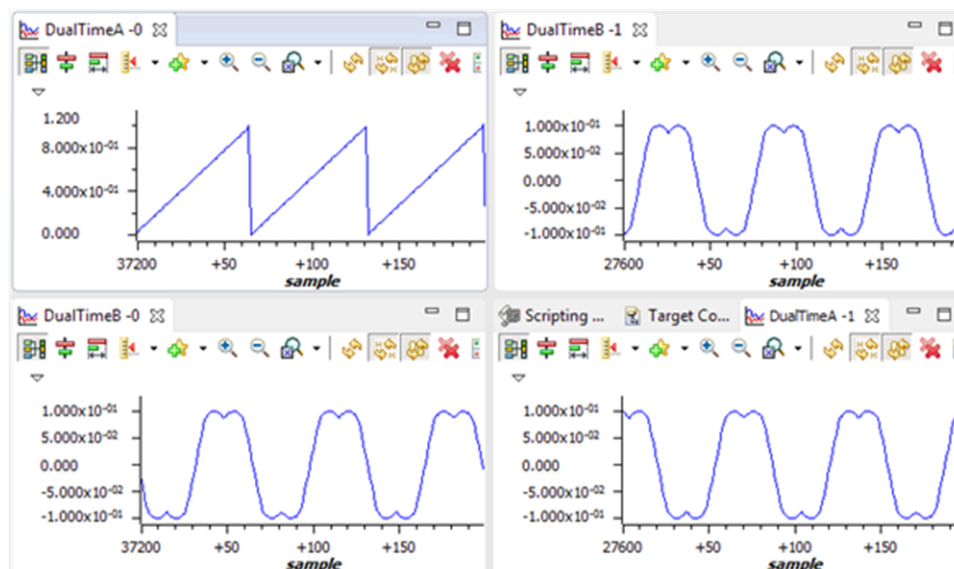 DualTimeA -0
1.200
8.000x10-01
4.000x10-01
0.000
37200 +50 +100 +150
sample
DualTimeB -1
1.000x10-01
5.000x10-02
0.000
-5.000x10-02
-1.000x10-01
27600 +50 +100 +150
sample
DualTimeB -0
1.000x10-01
5.000x10-02
0.000
-5.000x10-02
-1.000x10-01
37200 +50 +100 +150
sample
Scripting ... Target Co... DualTimeA -1
1.000x10-01
5.000x10-02
0.000
-5.000x10-02
-1.000x10-01
27600 +50 +100 +150
sample